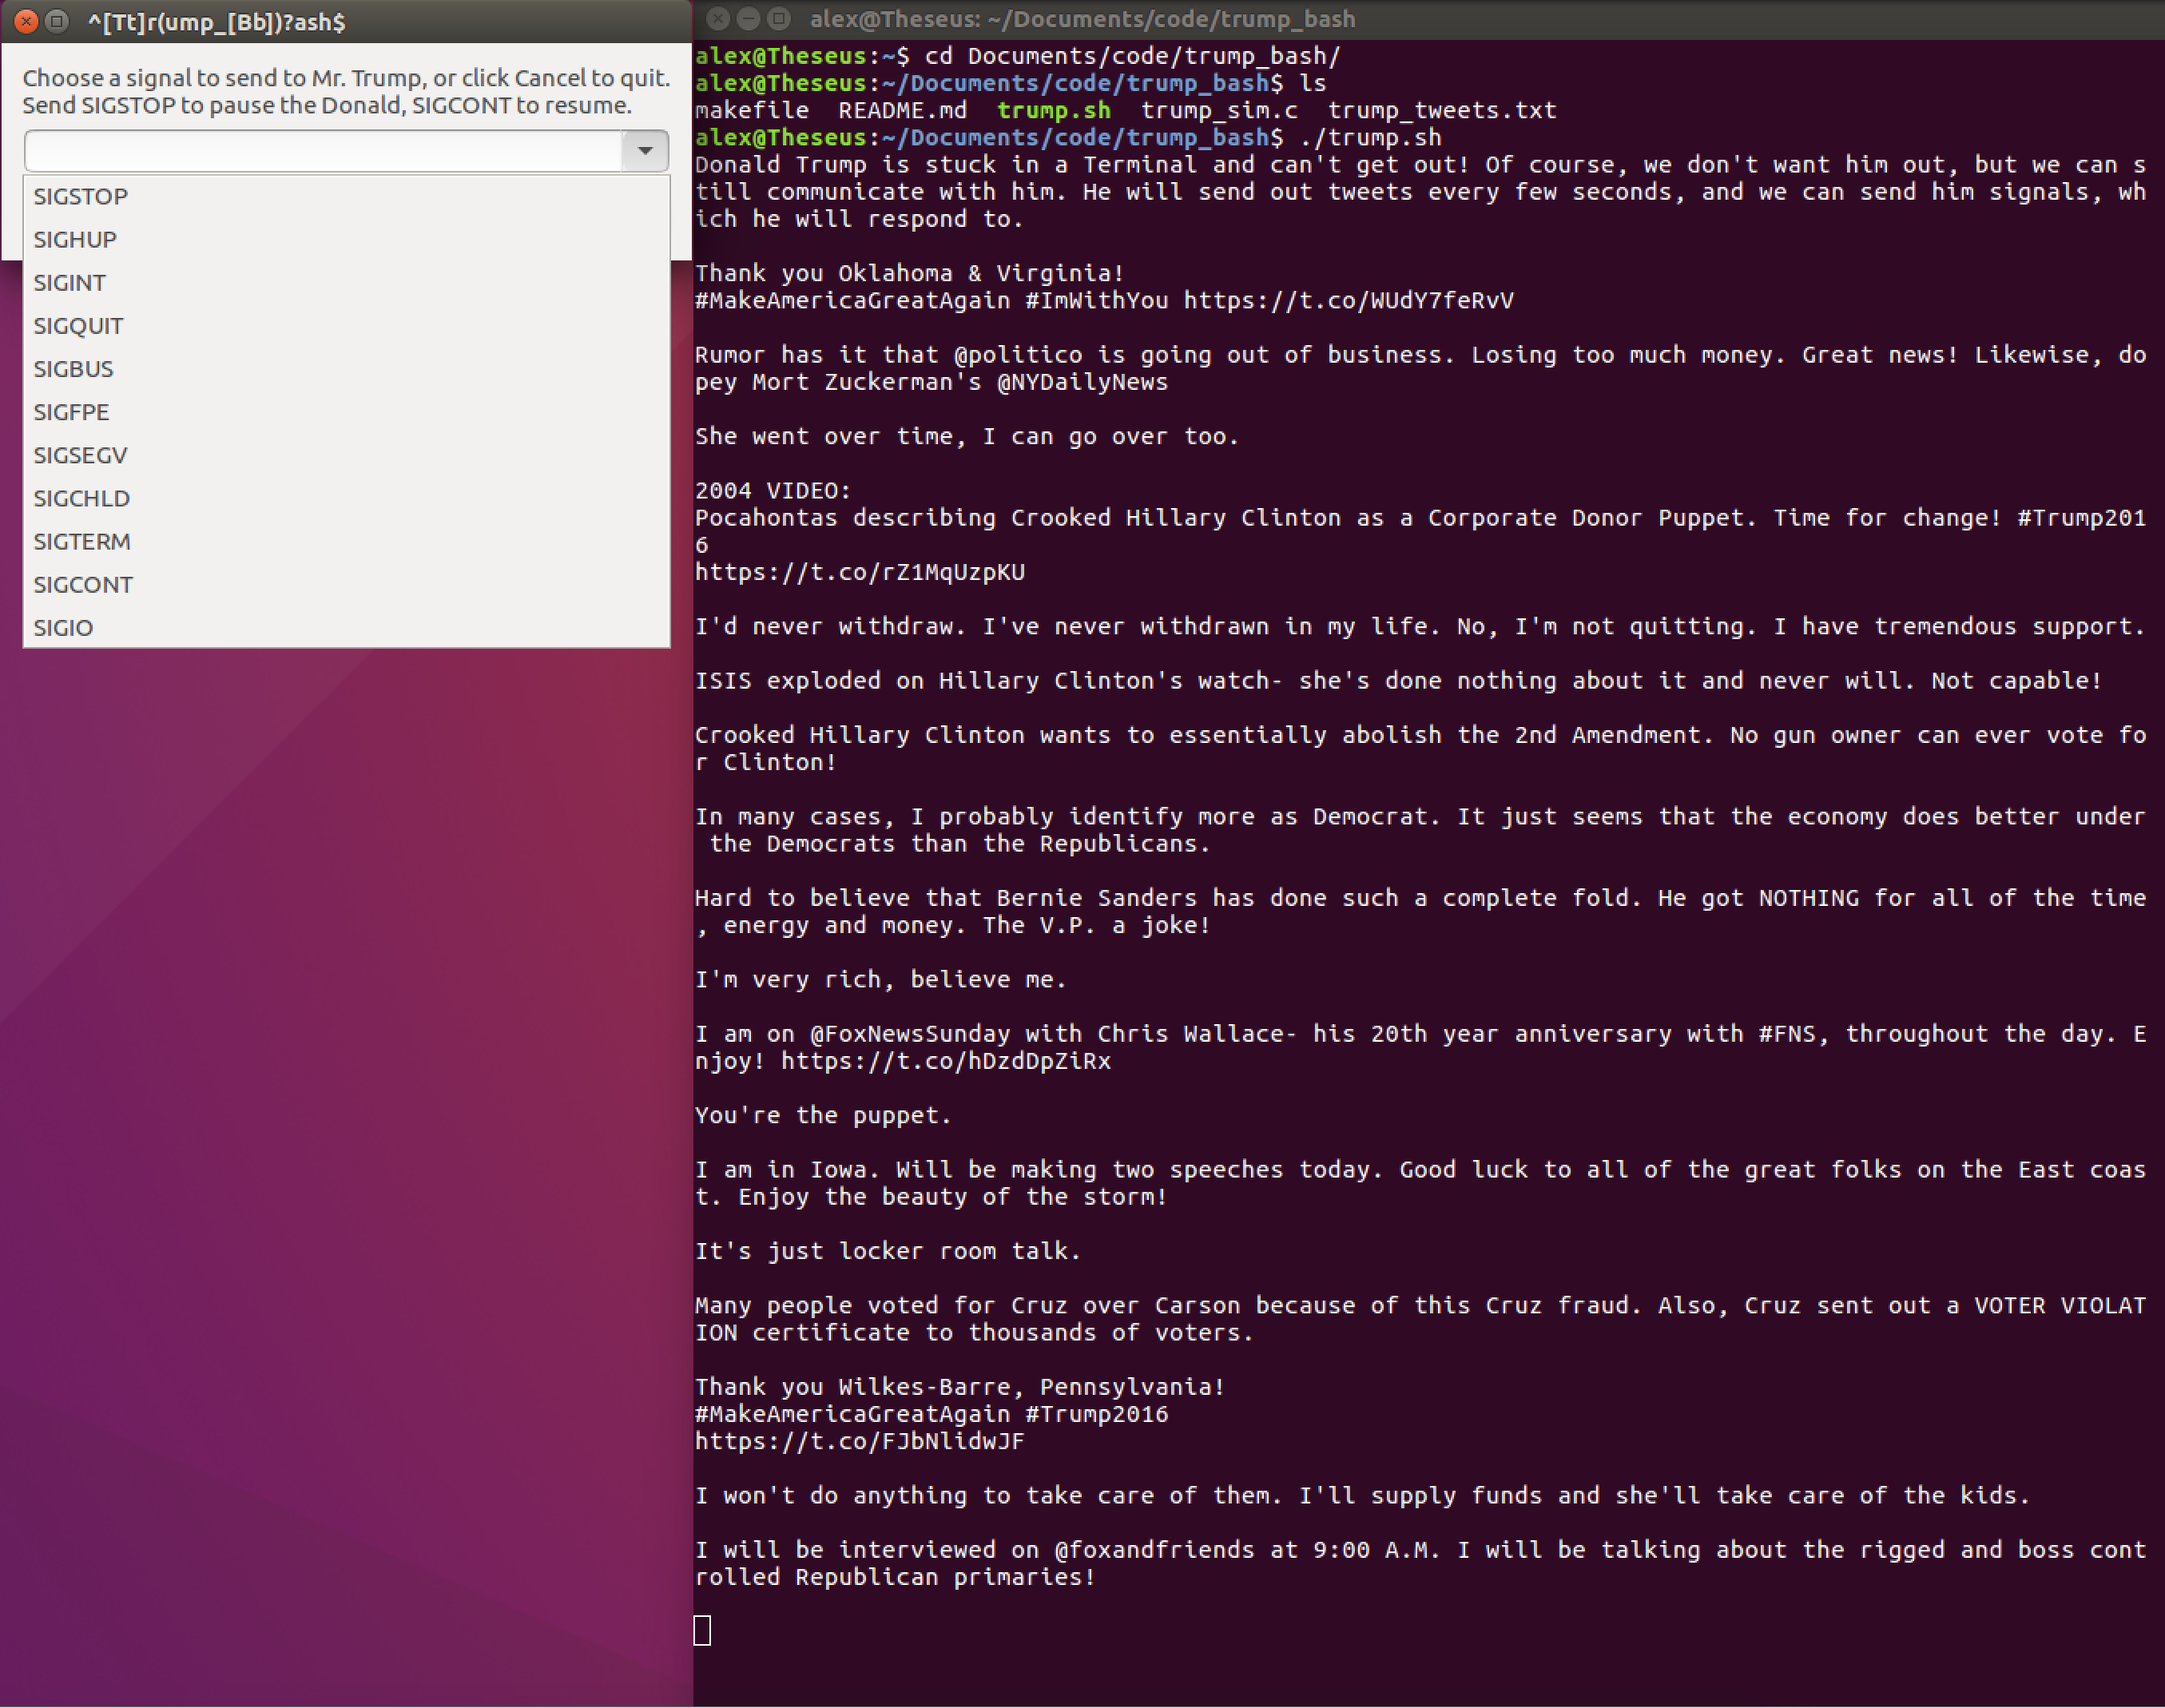 ^[Tt]r(ump_[Bb])?ash$
Choose a signal to send to Mr. Trump, or click Cancel to quit.
Send SIGSTOP to pause the Donald, SIGCONT to resume.
SIGSTOP
SIGHUP
SIGINT
SIGQUIT
SIGBUS
SIGFPE
SIGSEGV
SIGCHLD
SIGTERM
SIGCONT
SIGIO
alex@Theseus: ~/Documents/code/trump_bash
alex@Theseus:~$ cd Documents/code/trump_bash/
alex@Theseus:~/Documents/code/trump_bash$ ls
makefile  README.md  trump.sh  trump_sim.c  trump_tweets.txt
alex@Theseus:~/Documents/code/trump_bash$ ./trump.sh
Donald Trump is stuck in a Terminal and can't get out! Of course, we don't want him out, but we can s
till communicate with him. He will send out tweets every few seconds, and we can send him signals, wh
ich he will respond to.
Thank you Oklahoma & Virginia!
#MakeAmericaGreatAgain #ImWithYou https://t.co/WUdY7feRvV
Rumor has it that @politico is going out of business. Losing too much money. Great news! Likewise, do
pey Mort Zuckerman's @NYDailyNews
She went over time, I can go over too.
2004 VIDEO:
Pocahontas describing Crooked Hillary Clinton as a Corporate Donor Puppet. Time for change! #Trump201
6
https://t.co/rZ1MqUzpKU
I'd never withdraw. I've never withdrawn in my life. No, I'm not quitting. I have tremendous support.
ISIS exploded on Hillary Clinton's watch- she's done nothing about it and never will. Not capable!
Crooked Hillary Clinton wants to essentially abolish the 2nd Amendment. No gun owner can ever vote fo
r Clinton!
In many cases, I probably identify more as Democrat. It just seems that the economy does better under
 the Democrats than the Republicans.
Hard to believe that Bernie Sanders has done such a complete fold. He got NOTHING for all of the time
, energy and money. The V.P. a joke!
I'm very rich, believe me.
I am on @FoxNewsSunday with Chris Wallace- his 20th year anniversary with #FNS, throughout the day. E
njoy! https://t.co/hDzdDpZiRx
You're the puppet.
I am in Iowa. Will be making two speeches today. Good luck to all of the great folks on the East coas
t. Enjoy the beauty of the storm!
It's just locker room talk.
Many people voted for Cruz over Carson because of this Cruz fraud. Also, Cruz sent out a VOTER VIOLAT
ION certificate to thousands of voters.
Thank you Wilkes-Barre, Pennsylvania!
#MakeAmericaGreatAgain #Trump2016
https://t.co/FJbNlidwJF
I won't do anything to take care of them. I'll supply funds and she'll take care of the kids.
I will be interviewed on @foxandfriends at 9:00 A.M. I will be talking about the rigged and boss cont
rolled Republican primaries!